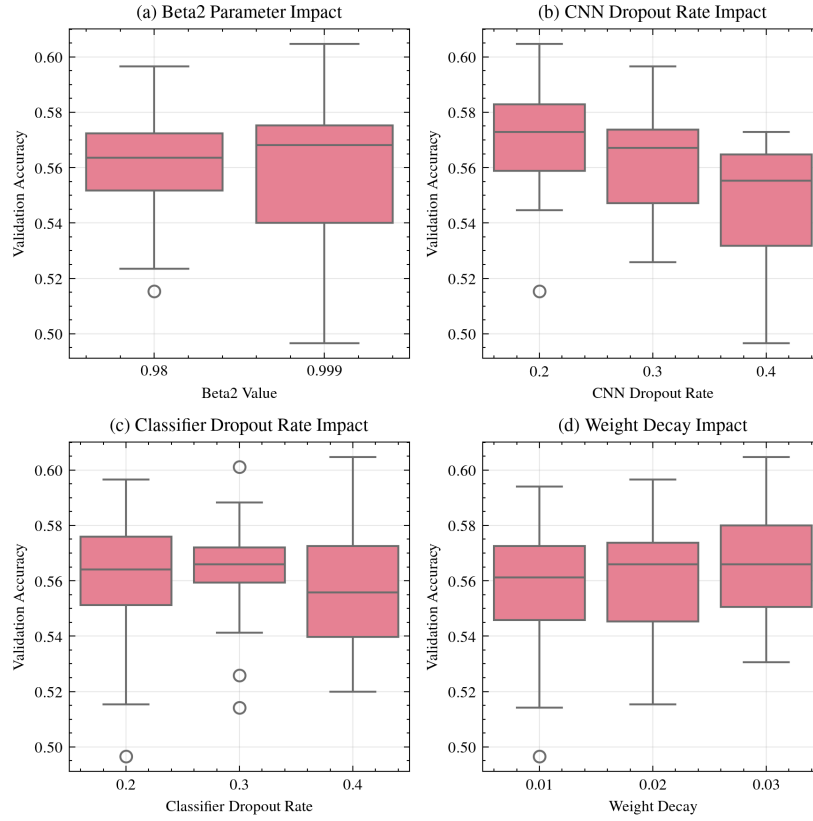 (a) Beta2 Parameter Impact
0.60
0.58
0.56
0.54
0.52
0.50
Validation Accuracy
0.98 0.999
Beta2 Value
(b) CNN Dropout Rate Impact
0.60
0.58
0.56
0.54
0.52
0.50
Validation Accuracy
0.2 0.3 0.4
CNN Dropout Rate
(c) Classifier Dropout Rate Impact
0.60
0.58
0.56
0.54
0.52
0.50
Validation Accuracy
0.2 0.3 0.4
Classifier Dropout Rate
(d) Weight Decay Impact
0.60
0.58
0.56
0.54
0.52
0.50
Validation Accuracy
0.01 0.02 0.03
Weight Decay